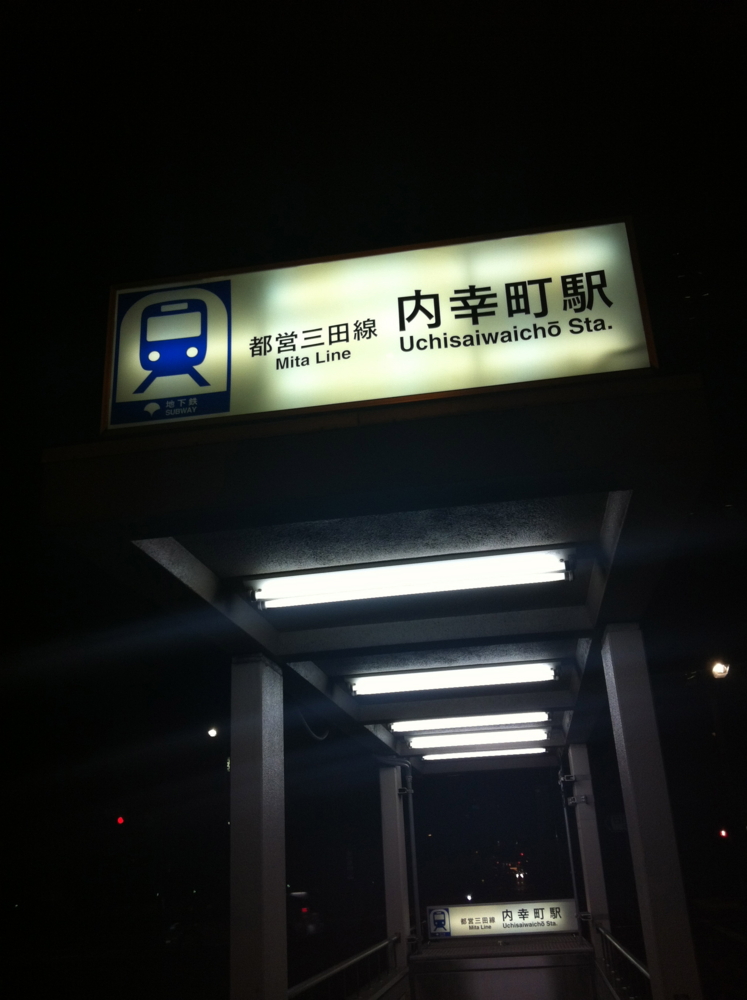 都営三田線
Mita Line
内幸町駅
Uchisaiwaichō Sta.
地下鉄
SUBWAY
都営三田線
Mita Line
内幸町駅
Uchisaiwaichō Sta.